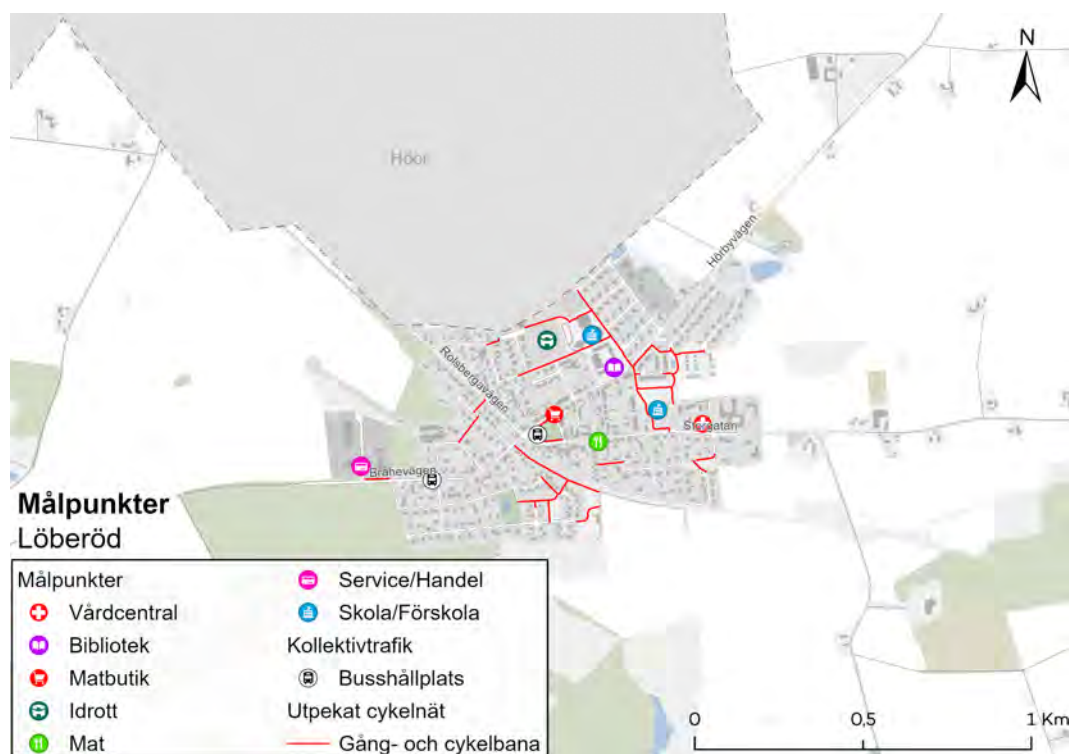 N
Höör
Hörbyvägen
Rolsbergavägen
Storgatan
Bråhevägen
Målpunkter
Löberöd
Målpunkter
Vårdcentral
Bibliotek
Matbutik
Idrott
Mat
Service/Handel
Skola/Förskola
Kollektivtrafik
Busshållplats
Utpekat cykelnät
Gång- och cykelbana
0 0,5 1 Km